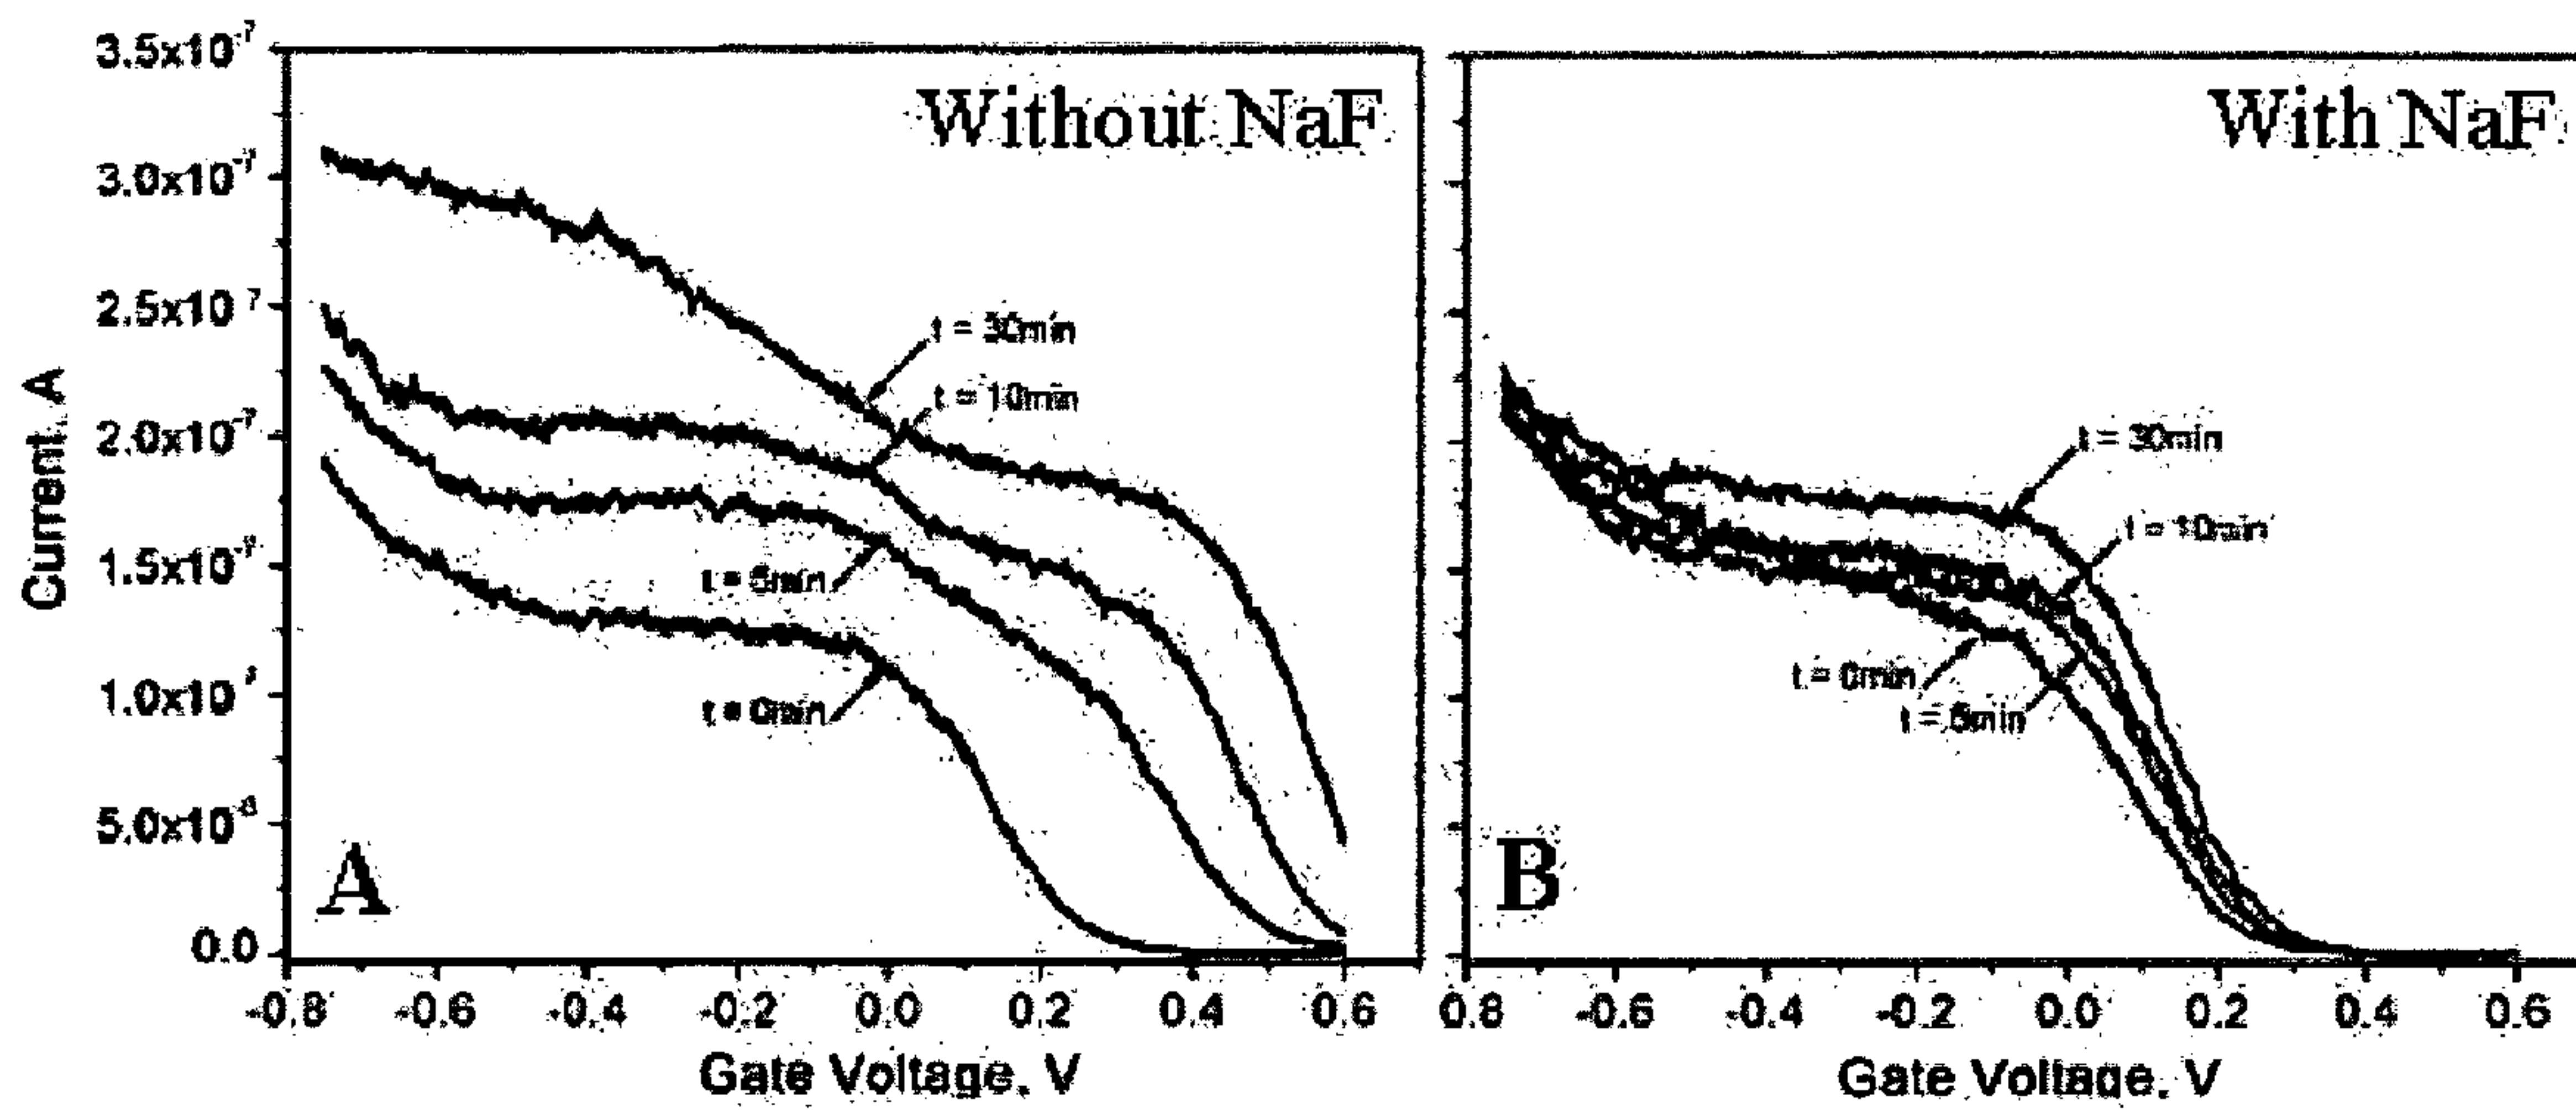 Without NaF
With NaF
3.5x10-7
3.0x10-7
2.5x10-7
2.0x10-7
1.5x10-7
1.0x10
5.0x10-8
0.0
Current, A
t = 30min
t = 10min
t = 5min
t = 0min
A
-0.8 -0.6 -0.4 -0.2 0.0 0.2 0.4 0.6
Gate Voltage, V
t = 30min
t = 10min
t = 0min
t = 5min
B
0.8 -0.6 -0.4 -0.2 0.0 0.2 0.4 0.6
Gate Voltage, V